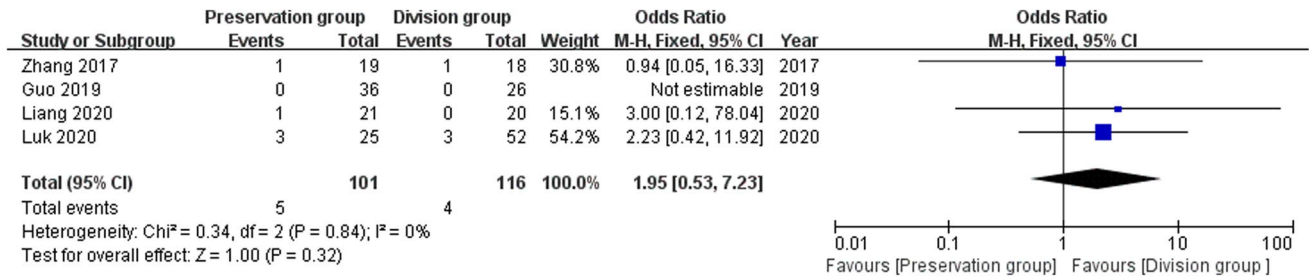 Preservation group Division group Odds Ratio Odds Ratio
Study or Subgroup Events Total Events Total Weight M-H, Fixed, 95% CI Year M-H, Fixed, 95% CI
Zhang 2017 1 19 1 18 30.8% 0.94 [0.05, 16.33] 2017
Guo 2019 0 36 0 26 Not estimable 2019
Liang 2020 1 21 0 20 15.1% 3.00 [0.12, 78.04] 2020
Luk 2020 3 25 3 52 54.2% 2.23 [0.42, 11.92] 2020
Total (95% CI) 101 116 100.0% 1.95 [0.53, 7.23]
Total events 5 4
Heterogeneity: Chi² = 0.34, df = 2 (P = 0.84); I² = 0%
Test for overall effect: Z = 1.00 (P = 0.32)
0.01 0.1 1 10 100
Favours [Preservation group] Favours [Division group ]